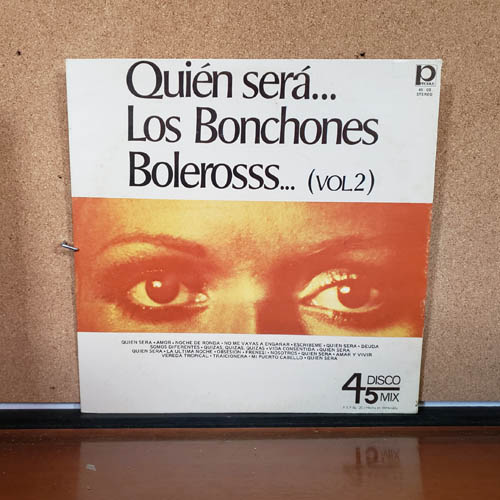 Quién será...
Los Bonchones
Bolerosss... (VOL2)
p
STEREO
QUIEN SERA • AMOR • NOCHE DE RONDA • NO ME VAYAS A ENGAÑAR • ESCRIBEME • QUIEN SERA • DEUDA
SOMOS DIFERENTES • QUIZAS, QUIZAS, QUIZAS • VIDA CONSENTIDA • QUIEN SERA
QUIEN SERA • LA ULTIMA NOCHE • OBSESION • FRENESI • NOSOTROS • QUIEN SERA • AMAR Y VIVIR
VEREDA TROPICAL • TRAICIONERA • MI PUERTO CABELLO • QUIEN SERA
45 DISCO
MIX